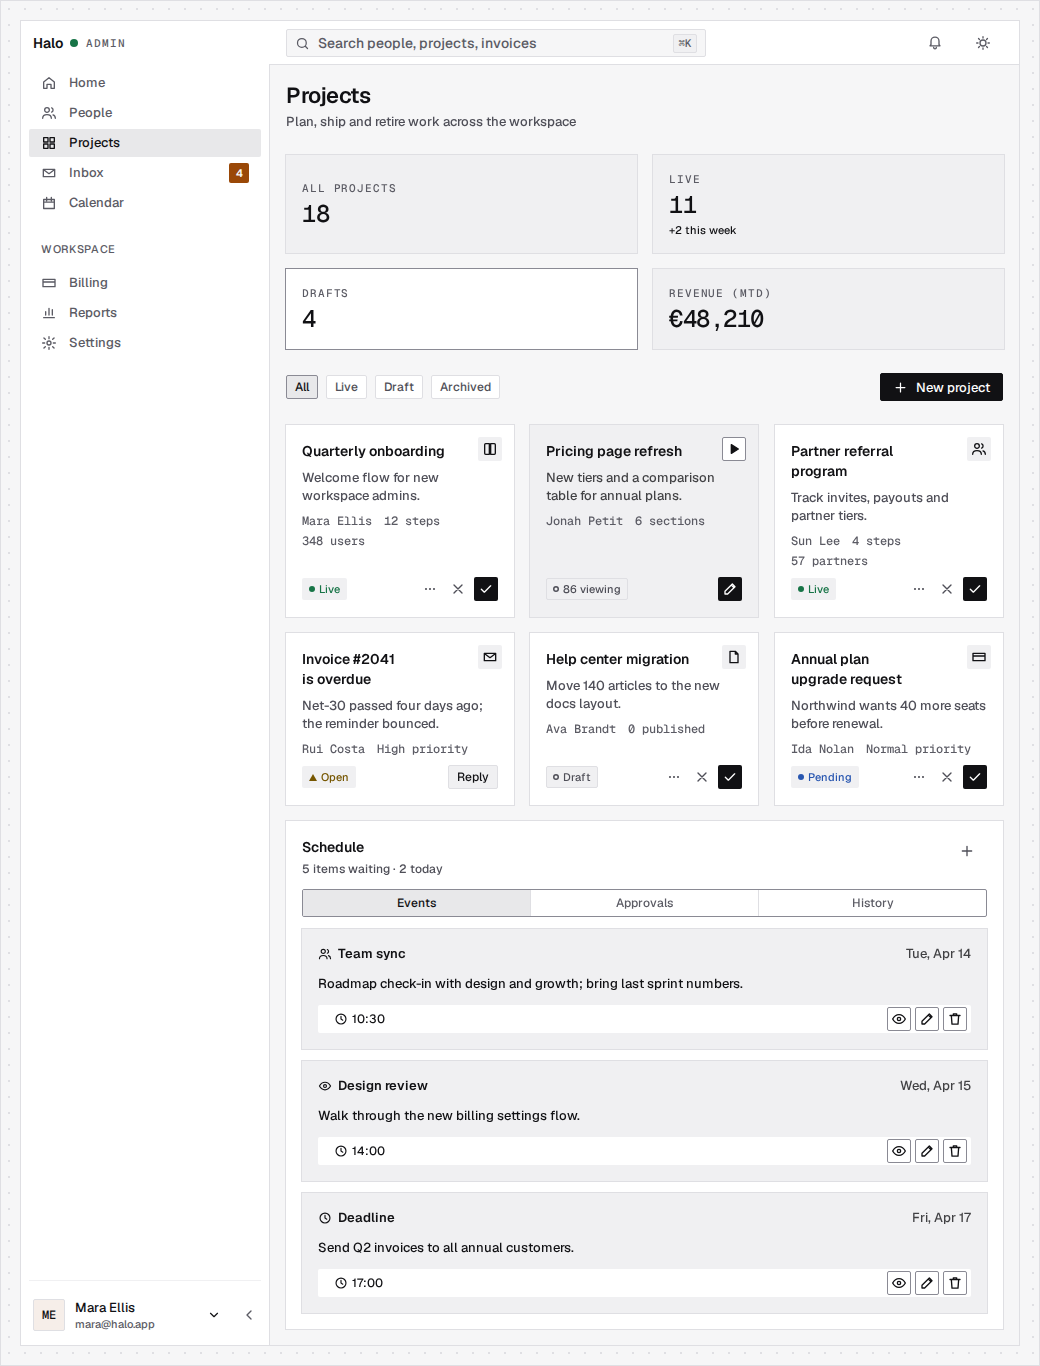 Halo ADMIN
Search people, projects, invoices ⌘K
Home
People
Projects
Inbox 4
Calendar
WORKSPACE
Billing
Reports
Settings
Mara Ellis
ME
mara@halo.app
Projects
Plan, ship and retire work across the workspace
ALL PROJECTS
18
LIVE
11
+2 this week
DRAFTS
4
REVENUE (MTD)
€48,210
All Live Draft Archived
New project
Quarterly onboarding
Welcome flow for new
workspace admins.
Mara Ellis 12 steps
348 users
Live
Pricing page refresh
New tiers and a comparison
table for annual plans.
Jonah Petit 6 sections
86 viewing
Partner referral
program
Track invites, payouts and
partner tiers.
Sun Lee 4 steps
57 partners
Live
Invoice #2041
is overdue
Net-30 passed four days ago;
the reminder bounced.
Rui Costa High priority
Open Reply
Help center migration
Move 140 articles to the new
docs layout.
Ava Brandt 0 published
Draft
Annual plan
upgrade request
Northwind wants 40 more seats
before renewal.
Ida Nolan Normal priority
Pending
Schedule
5 items waiting · 2 today
Events Approvals History
Team sync Tue, Apr 14
Roadmap check-in with design and growth; bring last sprint numbers.
10:30
Design review Wed, Apr 15
Walk through the new billing settings flow.
14:00
Deadline Fri, Apr 17
Send Q2 invoices to all annual customers.
17:00